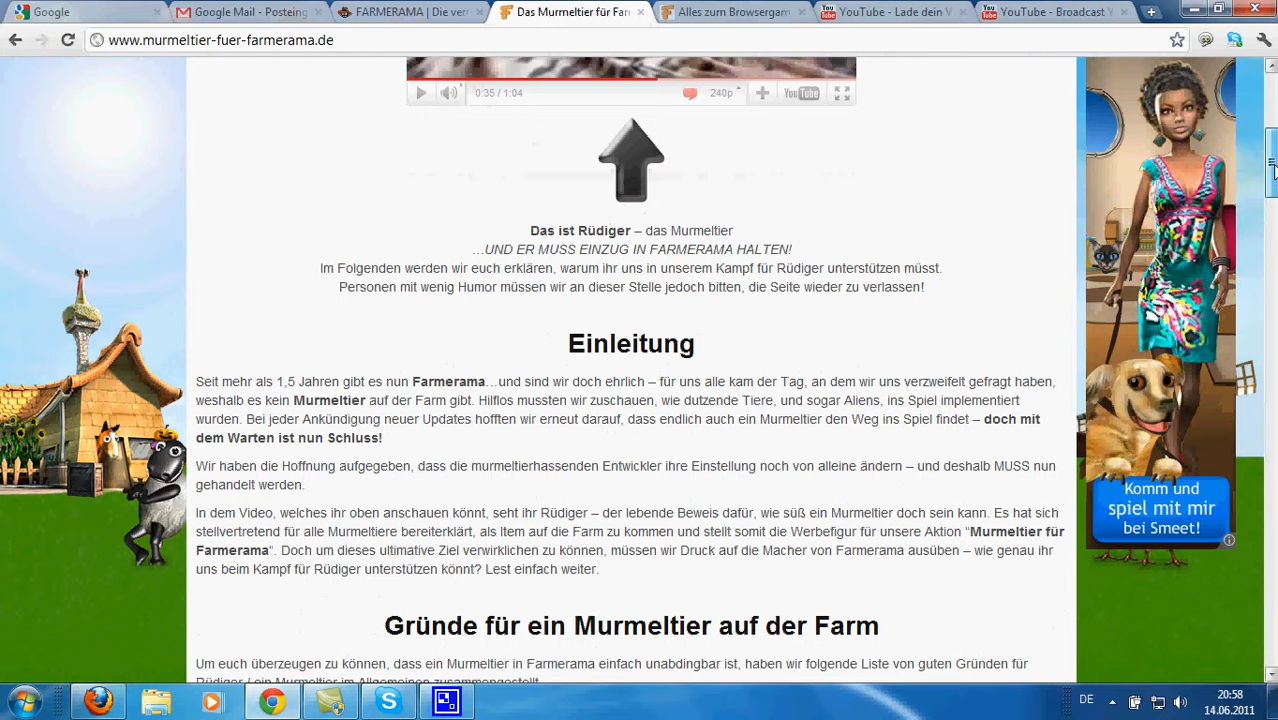 Google
Google Mail - Posteing
FARMERAMA | Die ver
Das Murmeltier für Far
Alles zum Browsergam
YouTube - Lade dein V
YouTube - Broadcast Y
www.murmeltier-fuer-farmerama.de
0:35 / 1:04
240p
YouTube
Das ist Rüdiger – das Murmeltier
…UND ER MUSS EINZUG IN FARMERAMA HALTEN!
Im Folgenden werden wir euch erklären, warum ihr uns in unserem Kampf für Rüdiger unterstützen müsst.
Personen mit wenig Humor müssen wir an dieser Stelle jedoch bitten, die Seite wieder zu verlassen!
Einleitung
Seit mehr als 1,5 Jahren gibt es nun Farmerama…und sind wir doch ehrlich – für uns alle kam der Tag, an dem wir uns verzweifelt gefragt haben,
weshalb es kein Murmeltier auf der Farm gibt. Hilflos mussten wir zuschauen, wie dutzende Tiere, und sogar Aliens, ins Spiel implementiert
wurden. Bei jeder Ankündigung neuer Updates hofften wir erneut darauf, dass endlich auch ein Murmeltier den Weg ins Spiel findet – doch mit
dem Warten ist nun Schluss!
Wir haben die Hoffnung aufgegeben, dass die murmeltierhassenden Entwickler ihre Einstellung noch von alleine ändern – und deshalb MUSS nun
gehandelt werden.
In dem Video, welches ihr oben anschauen könnt, seht ihr Rüdiger – der lebende Beweis dafür, wie süß ein Murmeltier doch sein kann. Es hat sich
stellvertretend für alle Murmeltiere bereiterklärt, als Item auf die Farm zu kommen und stellt somit die Werbefigur für unsere Aktion “Murmeltier für
Farmerama“. Doch um dieses ultimative Ziel verwirklichen zu können, müssen wir Druck auf die Macher von Farmerama ausüben – wie genau ihr
uns beim Kampf für Rüdiger unterstützen könnt? Lest einfach weiter.
Gründe für ein Murmeltier auf der Farm
Um euch überzeugen zu können, dass ein Murmeltier in Farmerama einfach unabdingbar ist, haben wir folgende Liste von guten Gründen für
Rüdiger / ein Murmeltier im Allgemeinen zusammengestellt
Komm und
spiel mit mir
bei Smeet!
DE
20:58
14.06.2011